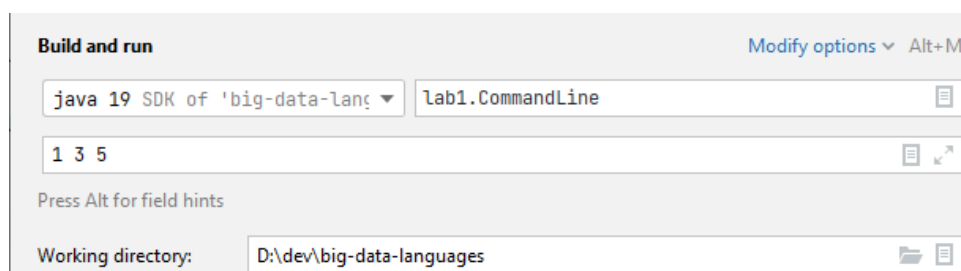 Build and run Modify options Alt+M
java 19 SDK of 'big-data-lang lab1.CommandLine
1 3 5
Press Alt for field hints
Working directory: D:\dev\big-data-languages